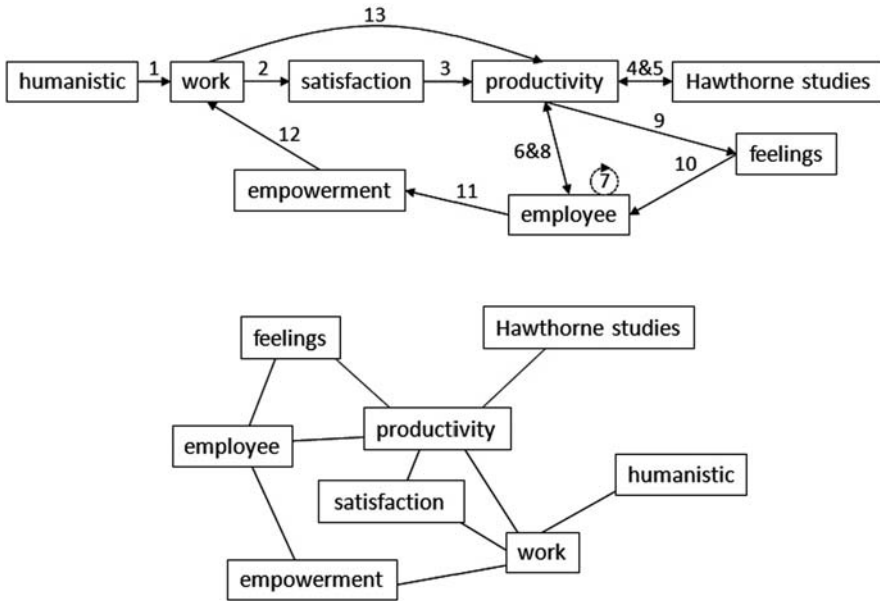 13
humanistic 1 work 2 satisfaction 3 productivity 4&5 Hawthorne studies
12 6&8 9
7 10 feelings
empowerment 11 employee
feelings Hawthorne studies
productivity
employee
humanistic
satisfaction
work
empowerment